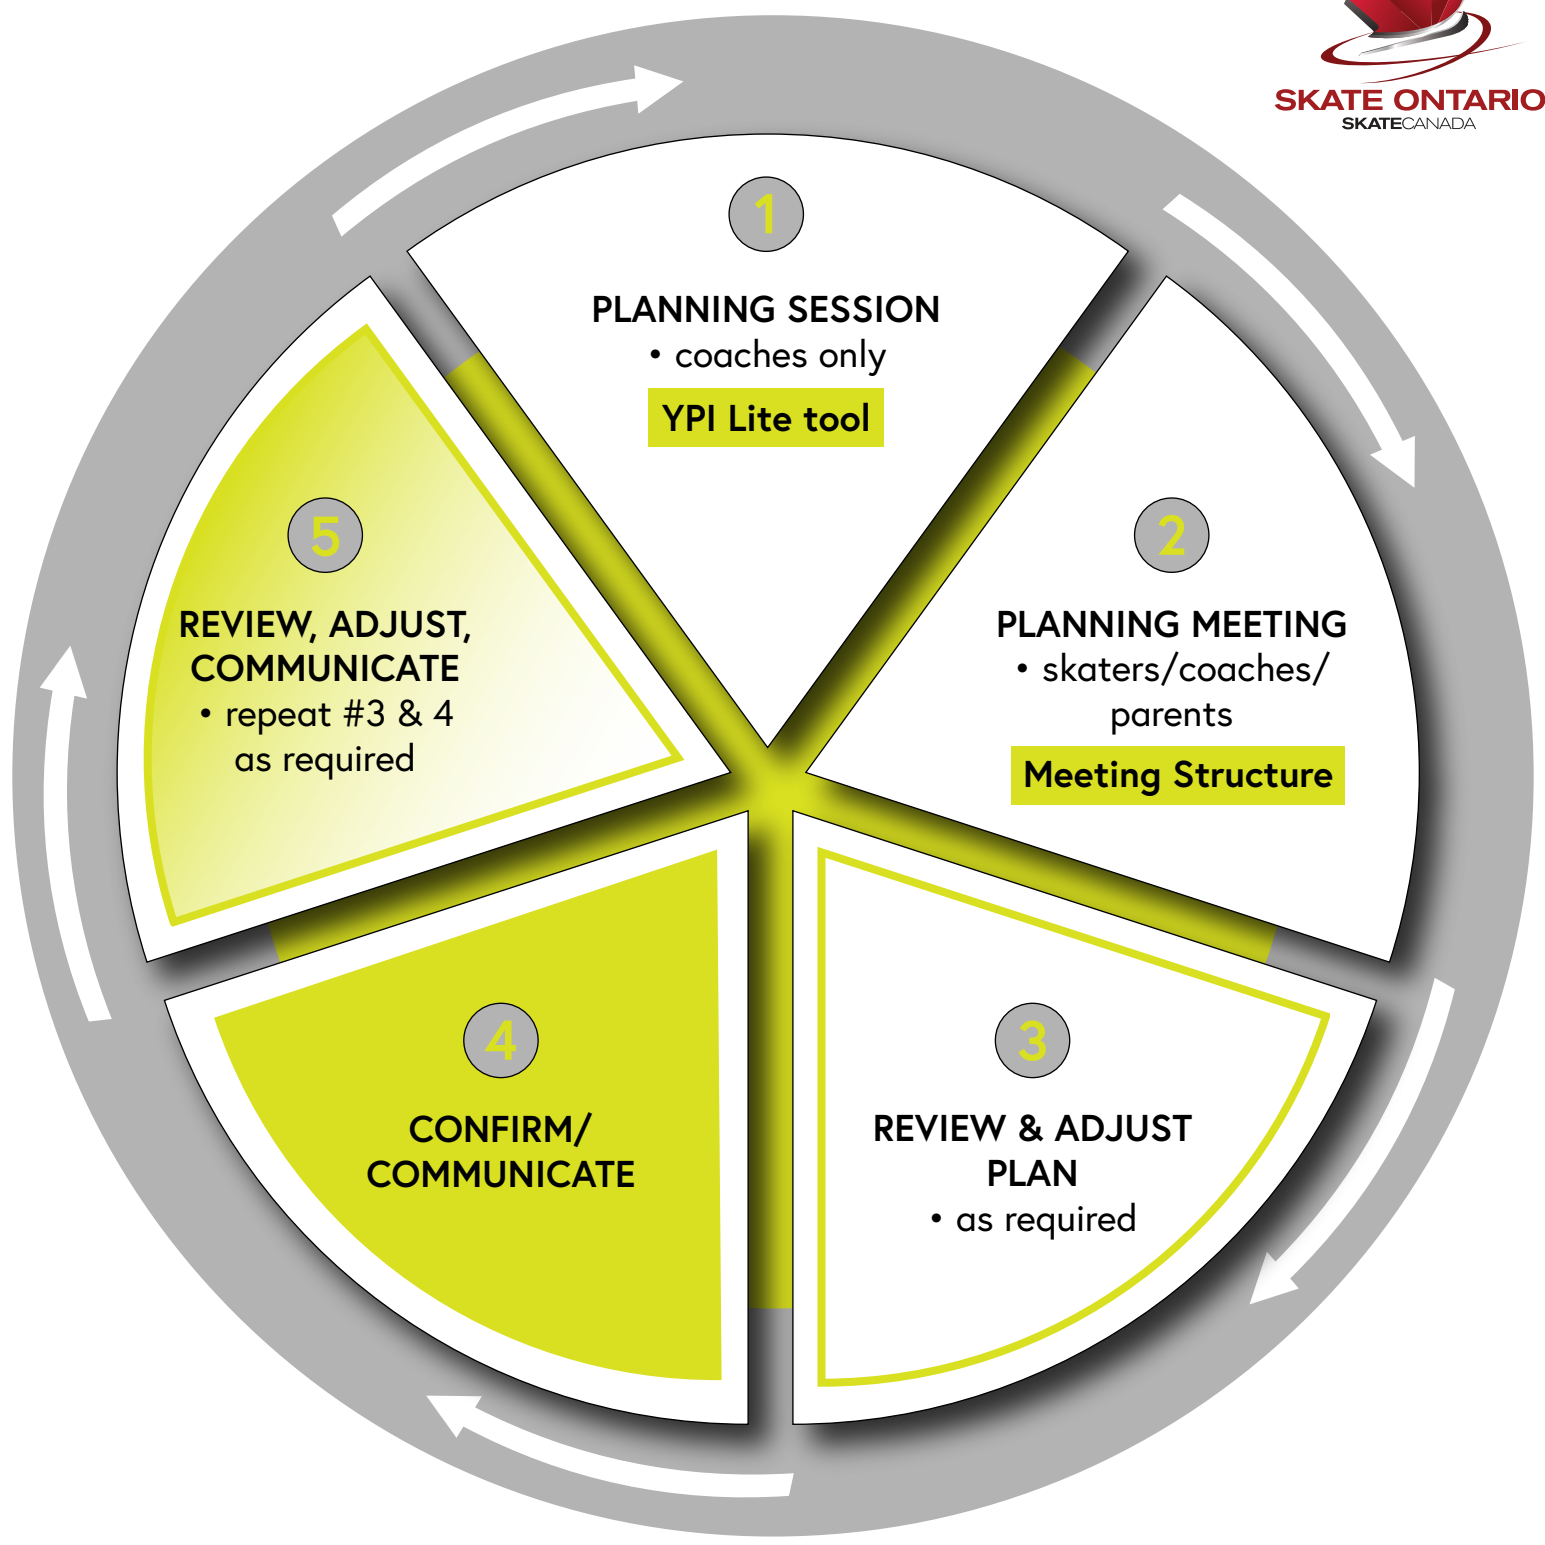 SKATE ONTARIO
SKATECANADA
1
PLANNING SESSION
• coaches only
YPI Lite tool
2
PLANNING MEETING
• skaters/coaches/
parents
Meeting Structure
3
REVIEW & ADJUST
PLAN
• as required
4
CONFIRM/
COMMUNICATE
5
REVIEW, ADJUST,
COMMUNICATE
• repeat #3 & 4
as required